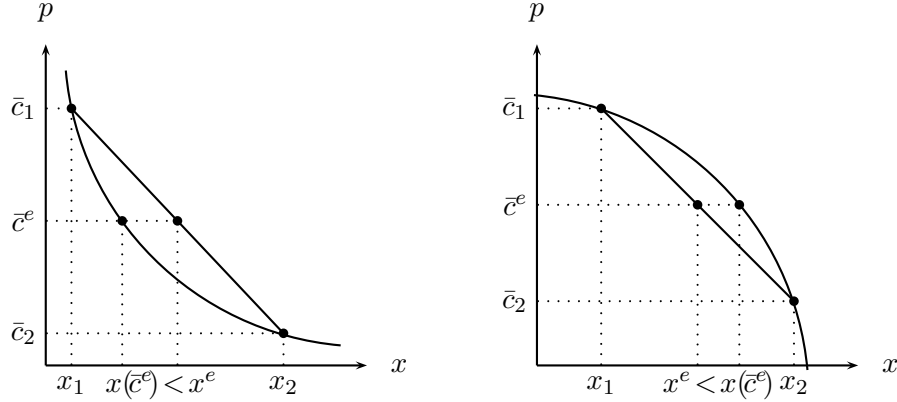 p
c̄₁
c̄ᵉ
c̄₂
x₁ x(c̄ᵉ) < xᵉ x₂
x
p
c̄₁
c̄ᵉ
c̄₂
x₁ xᵉ < x(c̄ᵉ) x₂
x